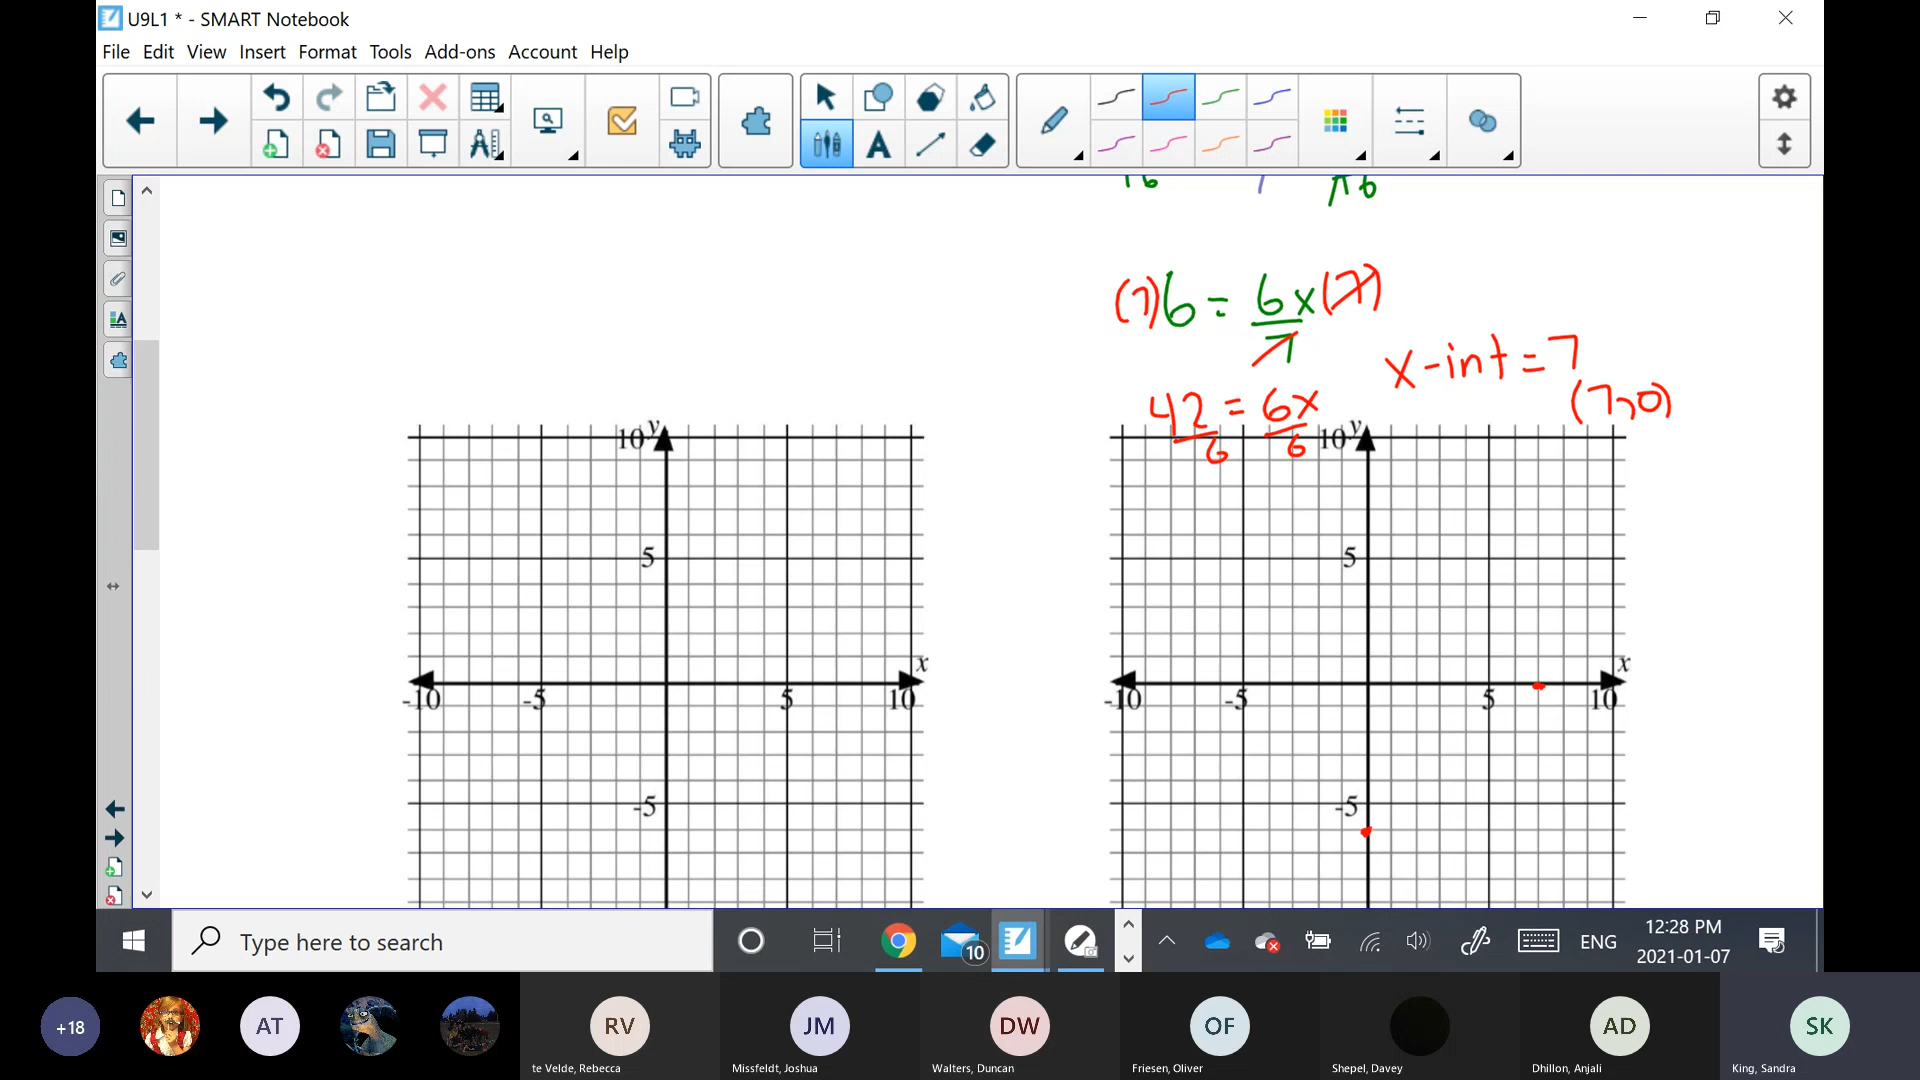 U9L1 * - SMART Notebook
File Edit View Insert Format Tools Add-ons Account Help
(7)6 = 6x(7)
7
x-int = 7
(7,0)
42 = 6x
6 6
10 y
5
x
-10 -5 5 10
-5
10 y
5
x
-10 -5 5 10
-5
Type here to search
10
ENG
12:28 PM
2021-01-07
+18
AT
RV
te Velde, Rebecca
JM
Missfeldt, Joshua
DW
Walters, Duncan
OF
Friesen, Oliver
Shepel, Davey
AD
Dhillon, Anjali
SK
King, Sandra